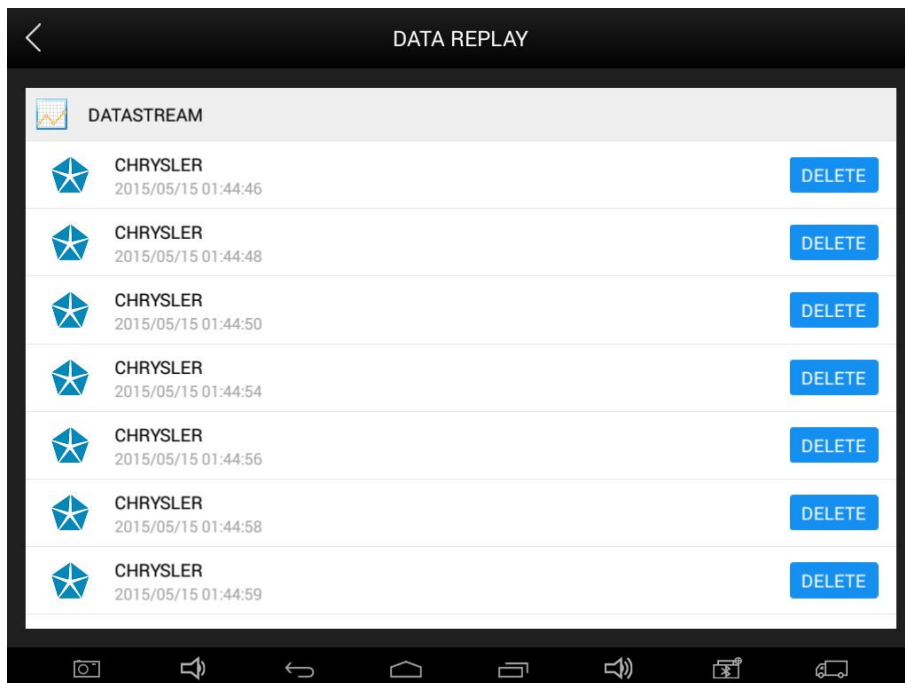 DATA REPLAY
DATASTREAM
CHRYSLER
2015/05/15 01:44:46
DELETE
CHRYSLER
2015/05/15 01:44:48
DELETE
CHRYSLER
2015/05/15 01:44:50
DELETE
CHRYSLER
2015/05/15 01:44:54
DELETE
CHRYSLER
2015/05/15 01:44:56
DELETE
CHRYSLER
2015/05/15 01:44:58
DELETE
CHRYSLER
2015/05/15 01:44:59
DELETE